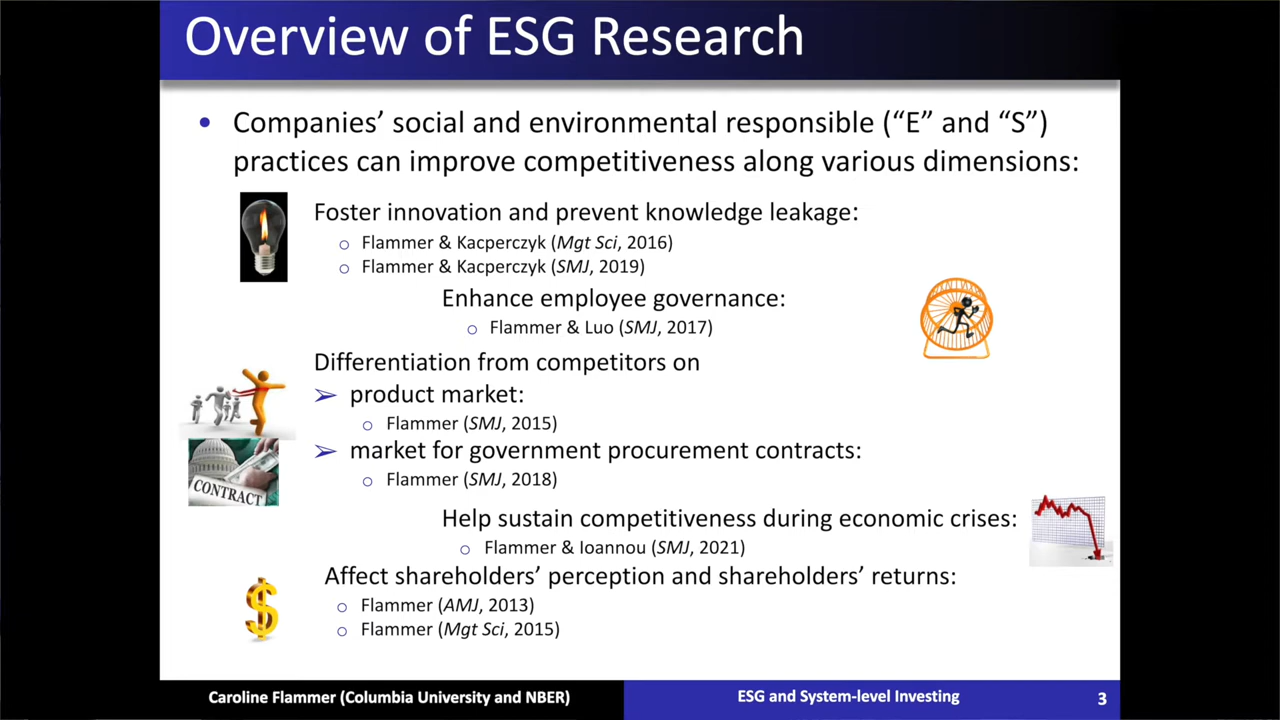 Overview of ESG Research
• Companies’ social and environmental responsible (“E” and “S”)
practices can improve competitiveness along various dimensions:
Foster innovation and prevent knowledge leakage:
o Flammer & Kacperczyk (Mgt Sci, 2016)
o Flammer & Kacperczyk (SMJ, 2019)
Enhance employee governance:
o Flammer & Luo (SMJ, 2017)
Differentiation from competitors on
➢ product market:
o Flammer (SMJ, 2015)
➢ market for government procurement contracts:
o Flammer (SMJ, 2018)
CONTRACT
Help sustain competitiveness during economic crises:
o Flammer & Ioannou (SMJ, 2021)
Affect shareholders’ perception and shareholders’ returns:
o Flammer (AMJ, 2013)
o Flammer (Mgt Sci, 2015)
$
Caroline Flammer (Columbia University and NBER)
ESG and System-level Investing
3